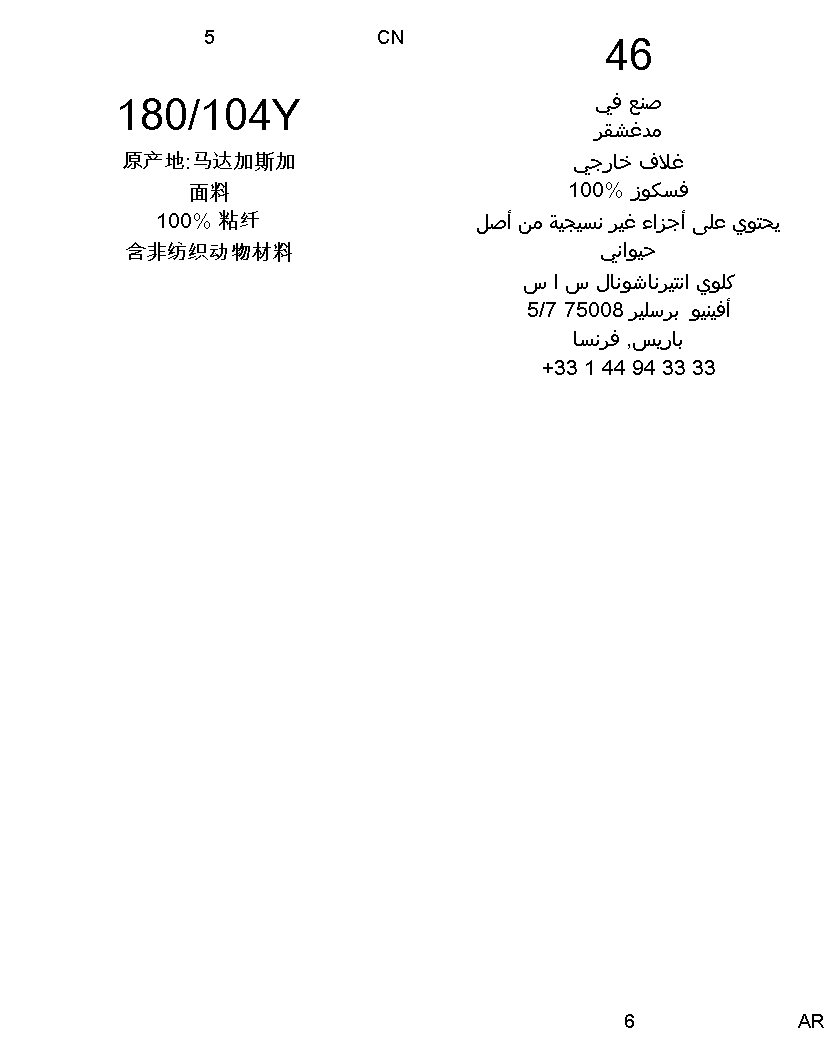 5
CN
180/104Y
原产地:马达加斯加
面料
100% 粘纤
含非纺织动物材料
46
صنع في
مدغشقر
غلاف خارجي
100% فسكوز
يحتوي على أجزاء غير نسيجية من أصل
حيواني
كلوي انتيرناشونال س ا س
5/7 75008 أفينيو برسلير
باريس, فرنسا
+33 1 44 94 33 33
6
AR